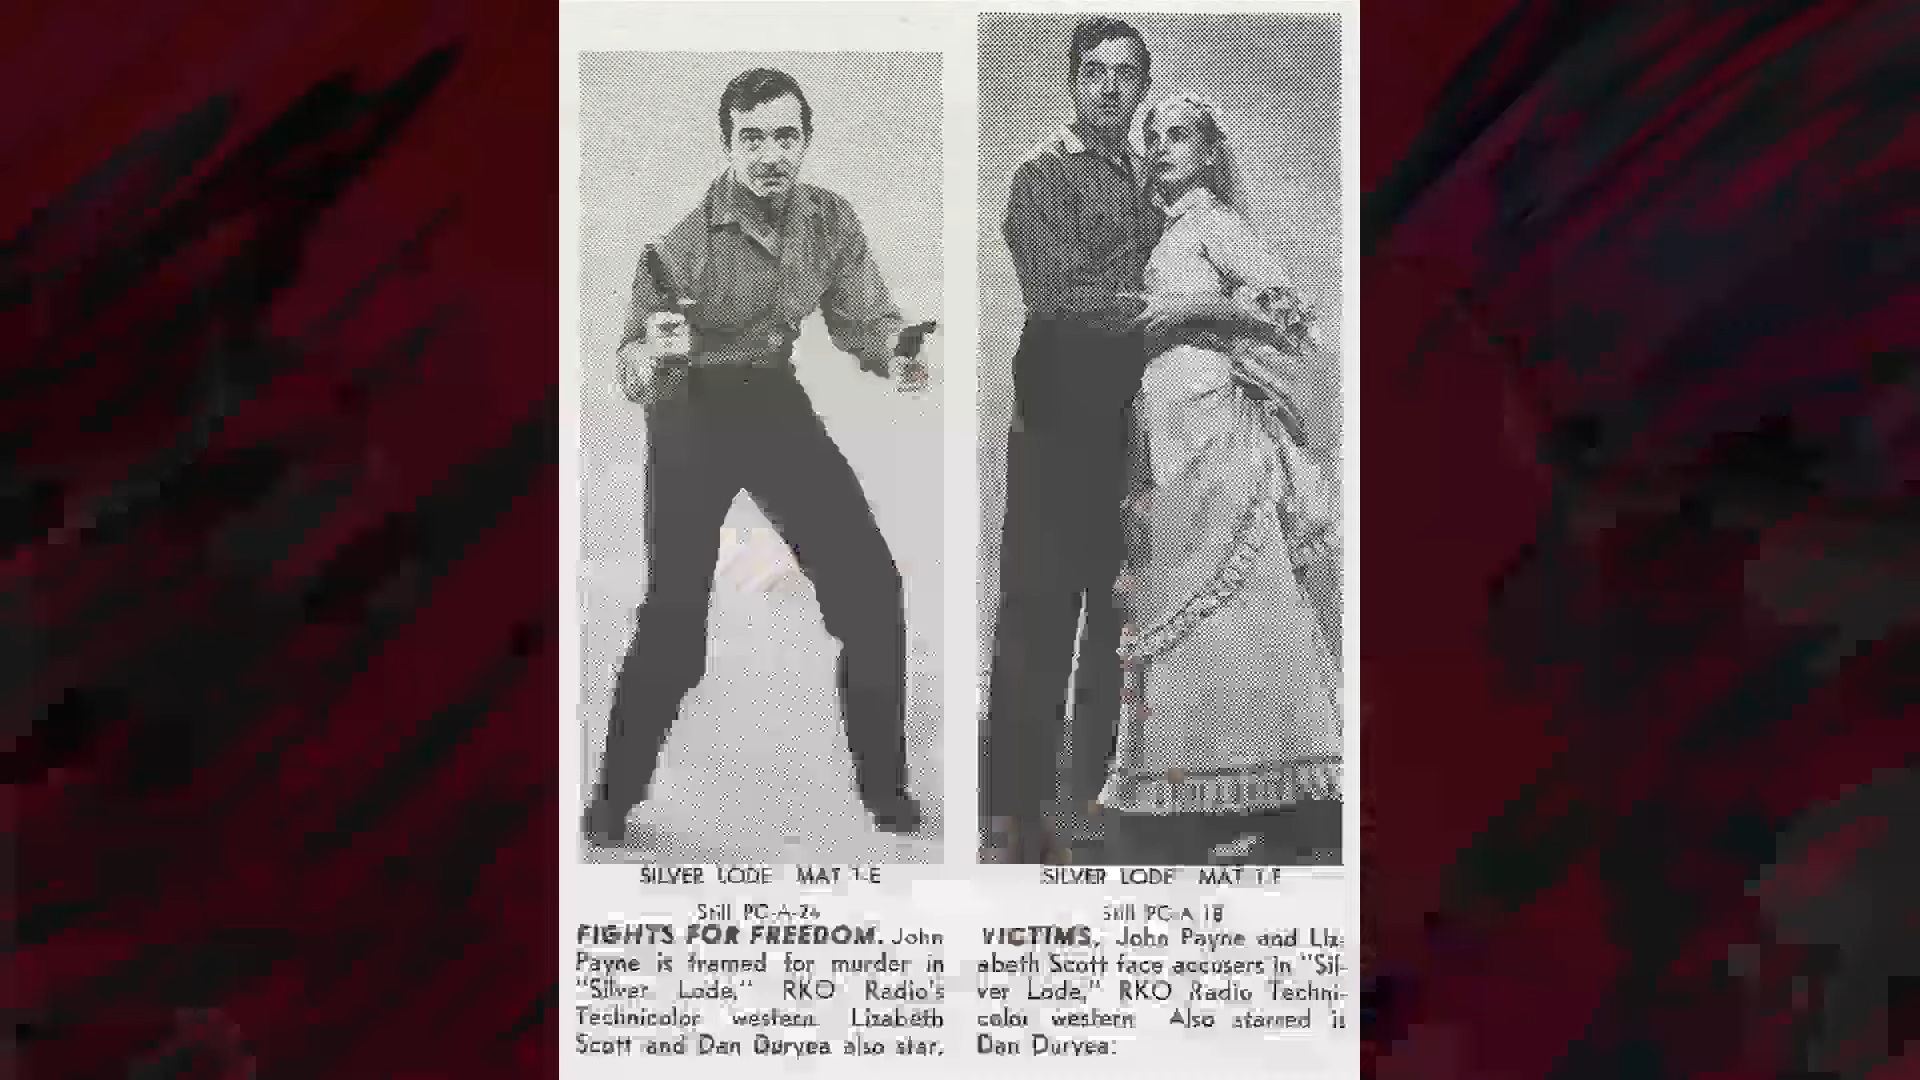 SILVER LODE MAT 1-E
Still PC-A-24
FIGHTS FOR FREEDOM. John
Payne is framed for murder in
"Silver Lode," RKO Radio's
Technicolor western. Lizabeth
Scott and Dan Duryea also star.
SILVER LODE MAT 1-F
Still PC-A-18
VICTIMS. John Payne and Liz-
abeth Scott face accusers in "Sil-
ver Lode," RKO Radio Techni-
color western. Also starred is
Dan Duryea.